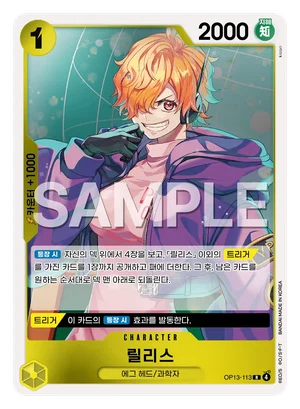 1
2000
지혜
知
카운터 +1000
SAMPLE
등장 시 자신의 덱 위에서 4장을 보고, 「릴리스」 이외의 트리거
를 가진 카드를 1장까지 공개하고 패에 더한다. 그 후, 남은 카드를
원하는 순서대로 덱 맨 아래로 되돌린다.
트리거 이 카드의 등장 시 효과를 발동한다.
CHARACTER
릴리스
에그 헤드/과학자
OP13-113 R
BANDAI MADE IN KOREA